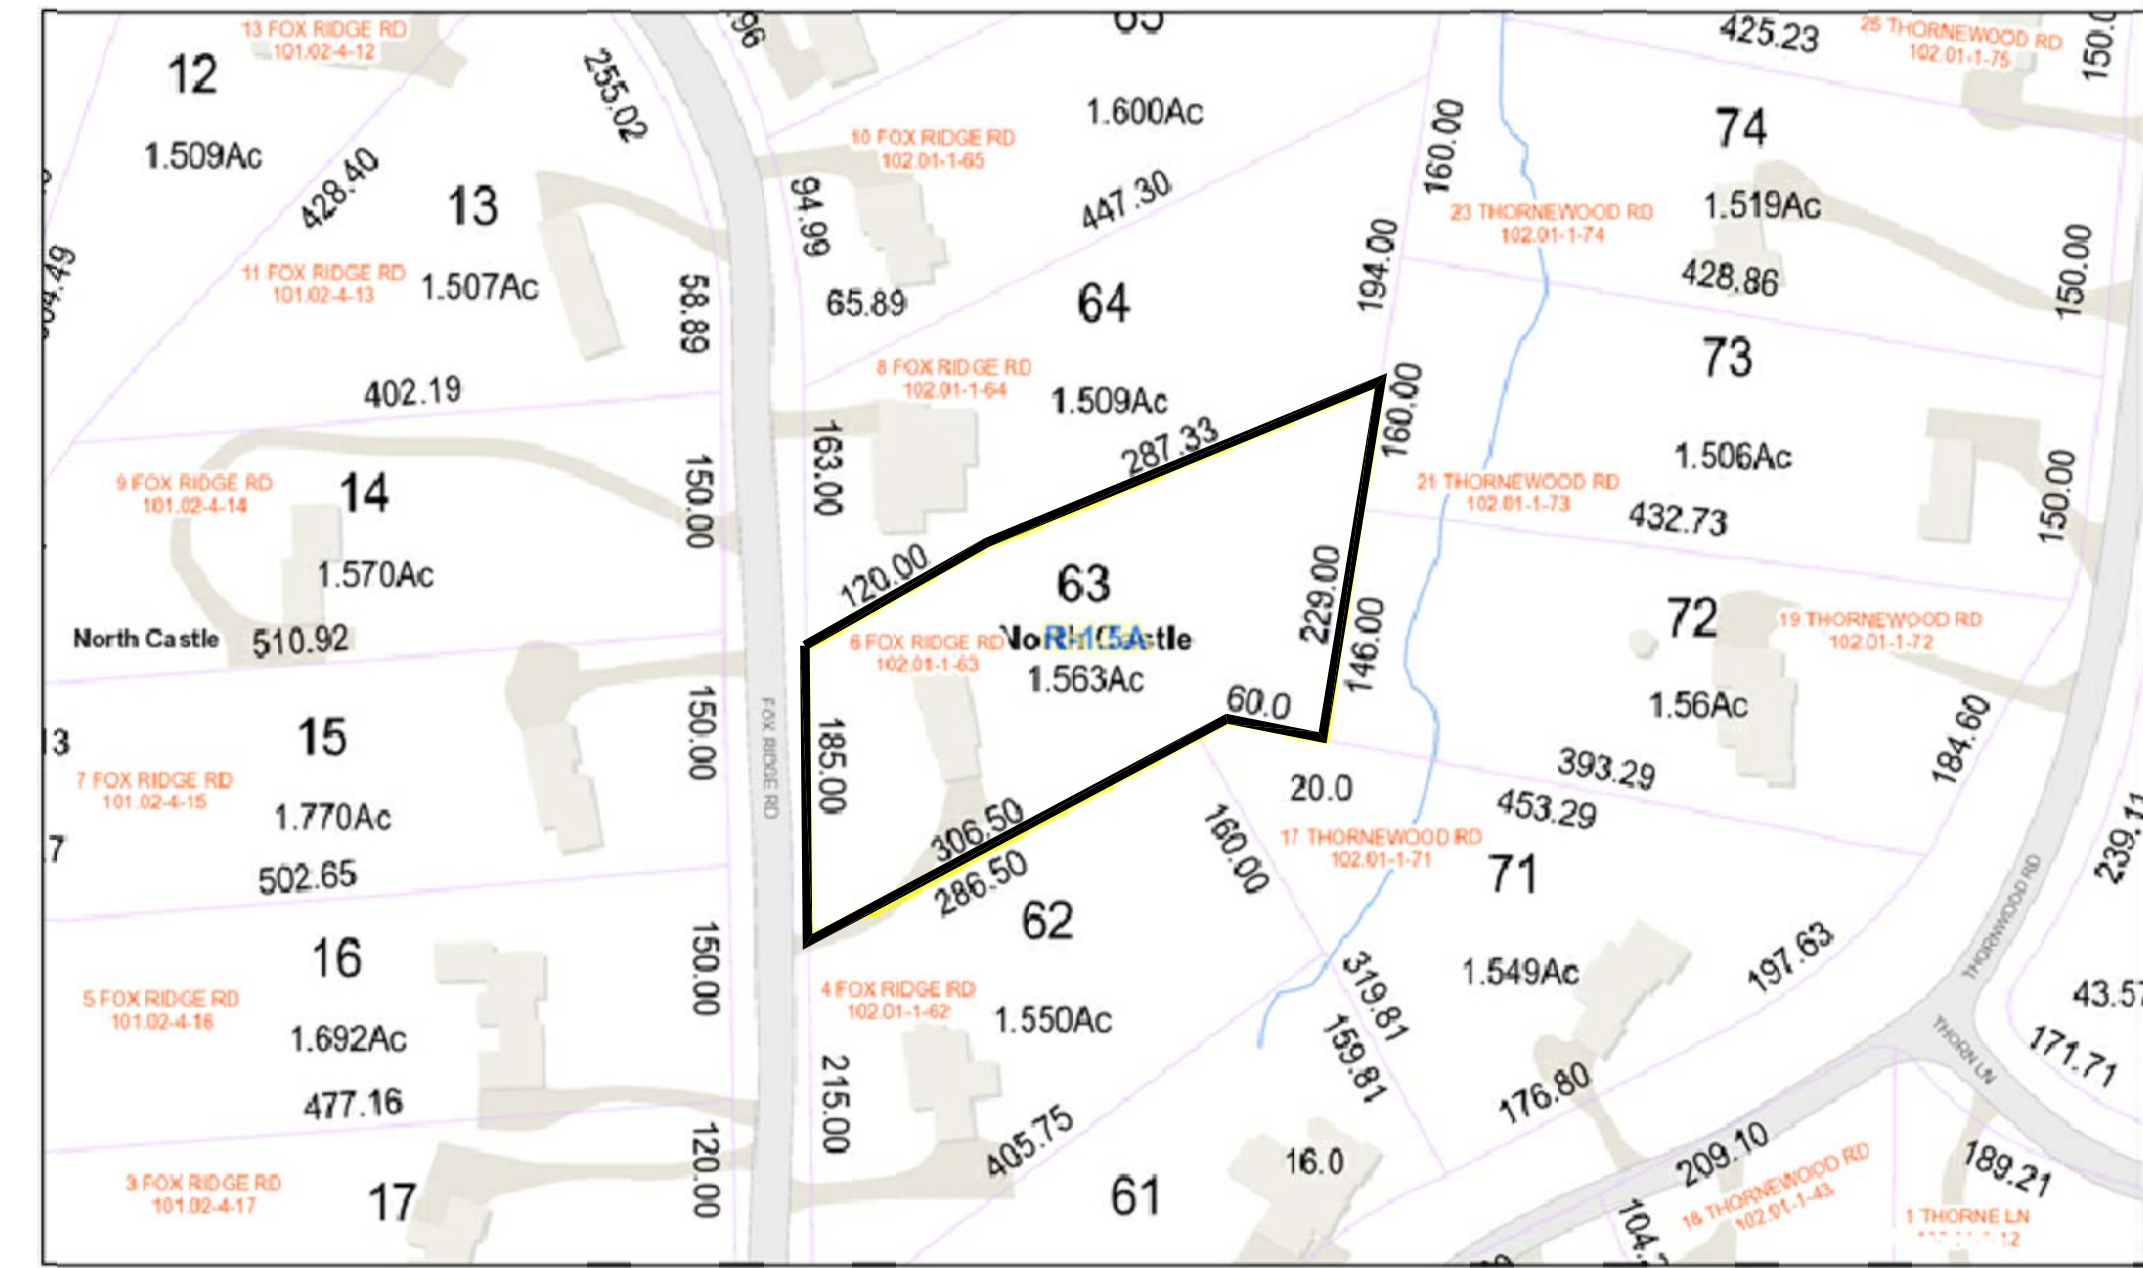 13 FOX RIDGE RD
101.02-4-12
12
1.509Ac
428.40
255.02
13
11 FOX RIDGE RD
101.02-4-13
1.507Ac
58.89
402.19
9 FOX RIDGE RD
101.02-4-14
14
1.570Ac
150.00
North Castle
510.92
15
7 FOX RIDGE RD
101.02-4-15
1.770Ac
150.00
502.65
16
5 FOX RIDGE RD
101.02-4-16
1.692Ac
150.00
477.16
3 FOX RIDGE RD
101.02-4-17
17
120.00
FOX RIDGE RD
1.600Ac
10 FOX RIDGE RD
102.01-1-65
94.99
447.30
65.89
64
8 FOX RIDGE RD
102.01-1-64
1.509Ac
163.00
287.33
120.00
63
6 FOX RIDGE RD
102.01-1-63
R-1.5A
1.563Ac
185.00
229.00
60.0
306.50
286.50
62
4 FOX RIDGE RD
102.01-1-62
1.550Ac
215.00
405.75
61
16.0
160.00
194.00
160.00
146.00
20.0
160.00
319.81
159.81
425.23
25 THORNEWOOD RD
102.01-1-75
74
23 THORNEWOOD RD
102.01-1-74
1.519Ac
428.86
150.00
73
1.506Ac
21 THORNEWOOD RD
102.01-1-73
432.73
150.00
72
19 THORNEWOOD RD
102.01-1-72
1.56Ac
184.60
393.29
453.29
17 THORNEWOOD RD
102.01-1-71
71
1.549Ac
197.63
176.80
THORNWOOD RD
THORN LN
171.71
209.10
18 THORNEWOOD RD
102.01-1-43
189.21
1 THORNE LN